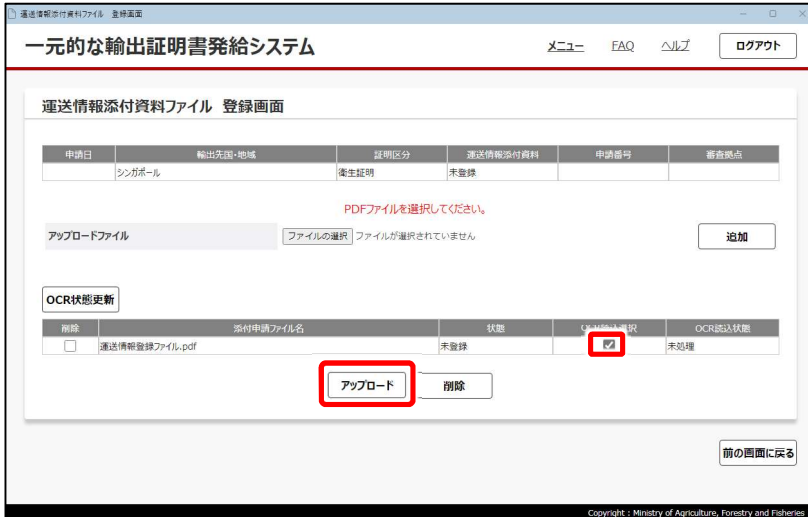 運送情報添付資料ファイル 登録画面
一元的な輸出証明書発給システム
メニュー FAQ ヘルプ ログアウト
運送情報添付資料ファイル 登録画面
申請日 輸出先国・地域 証明区分 運送情報添付資料 申請番号 審査拠点
シンガポール 衛生証明 未登録
PDFファイルを選択してください。
アップロードファイル ファイルの選択 ファイルが選択されていません 追加
OCR状態更新
削除 添付申請ファイル名 状態 OCR読込選択 OCR読込状態
運送情報登録ファイル.pdf 未登録 未処理
アップロード 削除
前の画面に戻る
Copyright : Ministry of Agriculture, Forestry and Fisheries